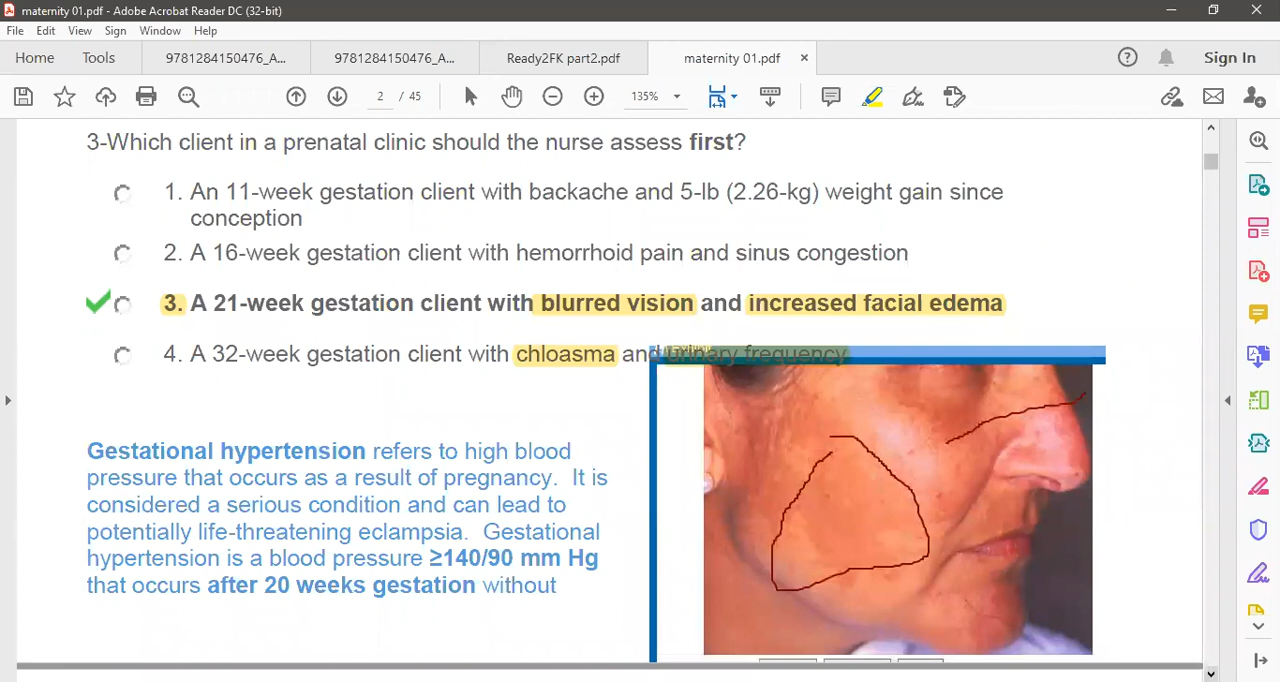 maternity 01.pdf - Adobe Acrobat Reader DC (32-bit)
File Edit View Sign Window Help
Home Tools 9781284150476_A... 9781284150476_A... Ready2FK part2.pdf maternity 01.pdf × Sign In
2 / 45 135%
3-Which client in a prenatal clinic should the nurse assess first?
1. An 11-week gestation client with backache and 5-lb (2.26-kg) weight gain since
conception
2. A 16-week gestation client with hemorrhoid pain and sinus congestion
3. A 21-week gestation client with blurred vision and increased facial edema
4. A 32-week gestation client with chloasma and urinary frequency
Gestational hypertension refers to high blood
pressure that occurs as a result of pregnancy. It is
considered a serious condition and can lead to
potentially life-threatening eclampsia. Gestational
hypertension is a blood pressure ≥140/90 mm Hg
that occurs after 20 weeks gestation without